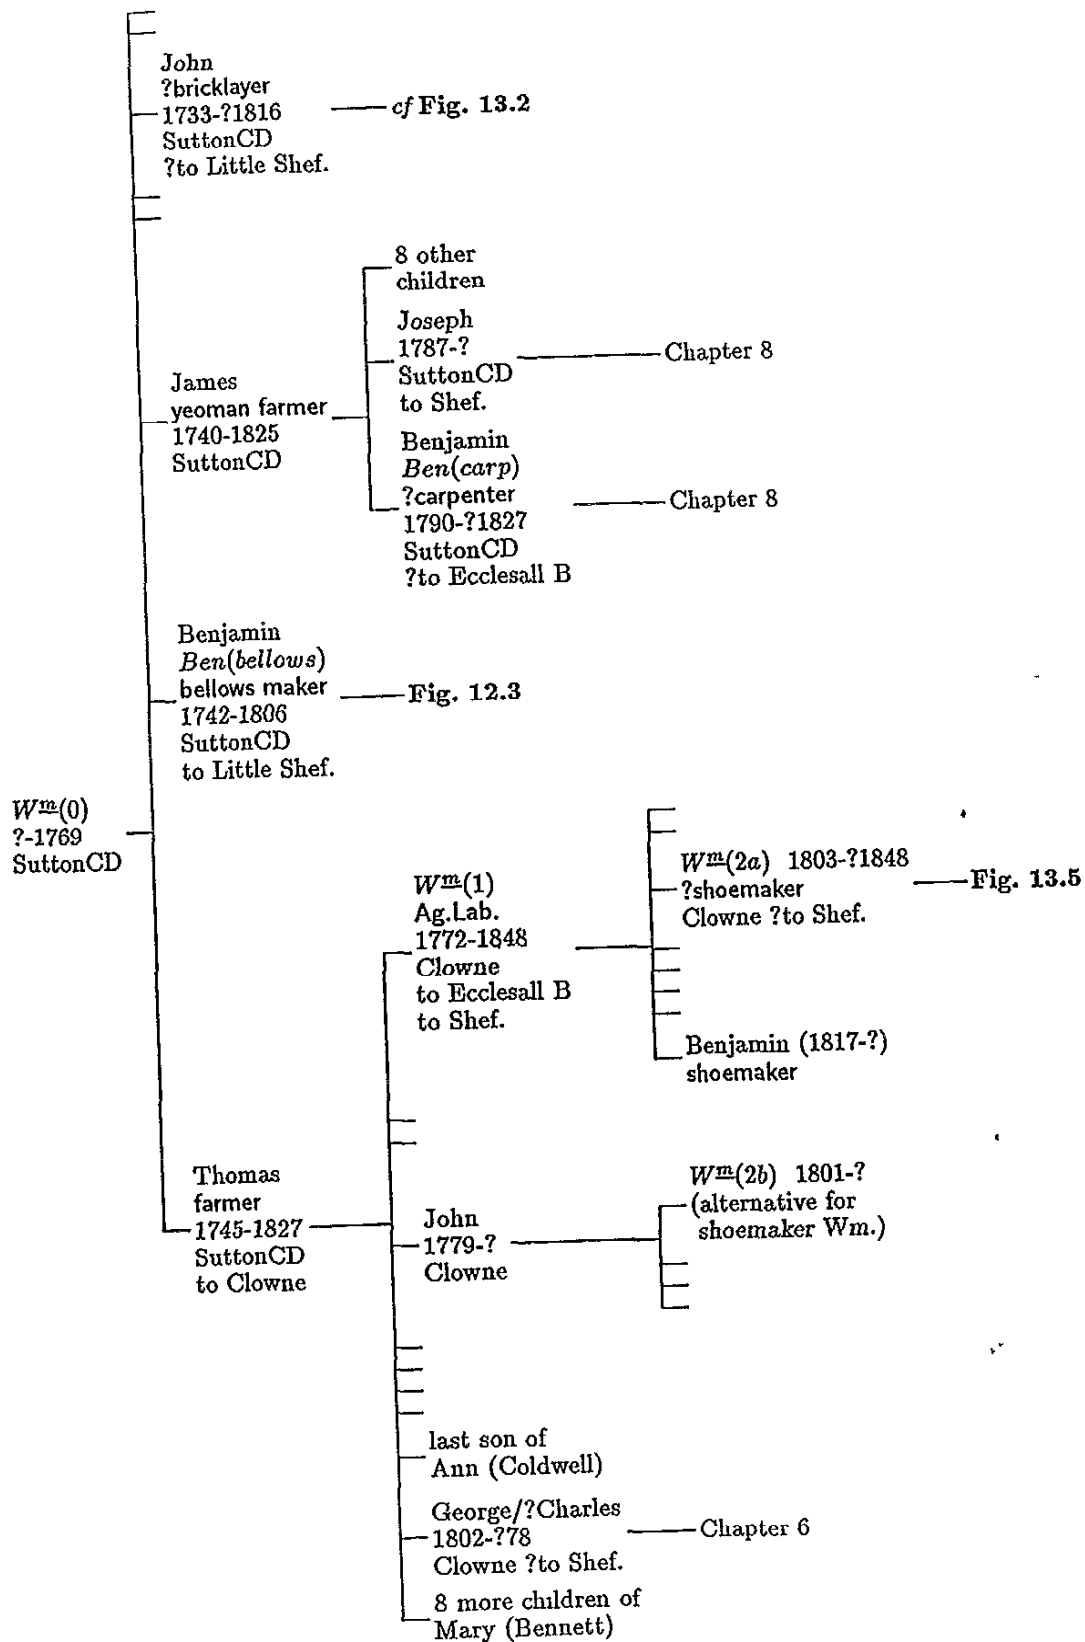 John
?bricklayer
1733-?1816
SuttonCD
?to Little Shef.
cf Fig. 13.2
8 other
children
Joseph
1787-?
SuttonCD
to Shef.
Chapter 8
James
yeoman farmer
1740-1825
SuttonCD
Benjamin
Ben(carp)
?carpenter
1790-?1827
SuttonCD
?to Ecclesall B
Chapter 8
Benjamin
Ben(bellows)
bellows maker
1742-1806
SuttonCD
to Little Shef.
Fig. 12.3
Wm(0)
?-1769
SuttonCD
Wm(1)
Ag.Lab.
1772-1848
Clowne
to Ecclesall B
to Shef.
Wm(2a) 1803-?1848
?shoemaker
Clowne ?to Shef.
Fig. 13.5
Benjamin (1817-?)
shoemaker
Thomas
farmer
1745-1827
SuttonCD
to Clowne
John
1779-?
Clowne
Wm(2b) 1801-?
(alternative for
shoemaker Wm.)
last son of
Ann (Coldwell)
George/?Charles
1802-?78
Clowne ?to Shef.
Chapter 6
8 more children of
Mary (Bennett)